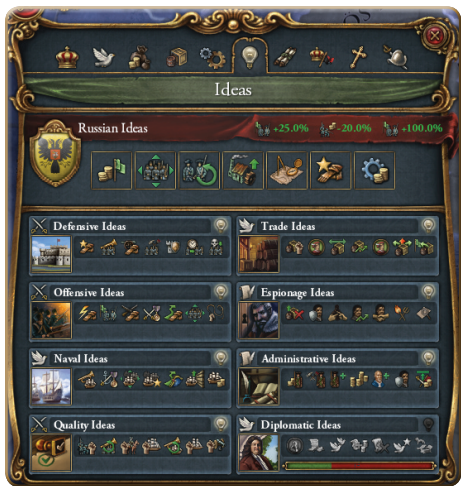 Ideas
Russian Ideas +25.0% -20.0% +100.0%
Defensive Ideas
Trade Ideas
Offensive Ideas
Espionage Ideas
Naval Ideas
Administrative Ideas
Quality Ideas
Diplomatic Ideas